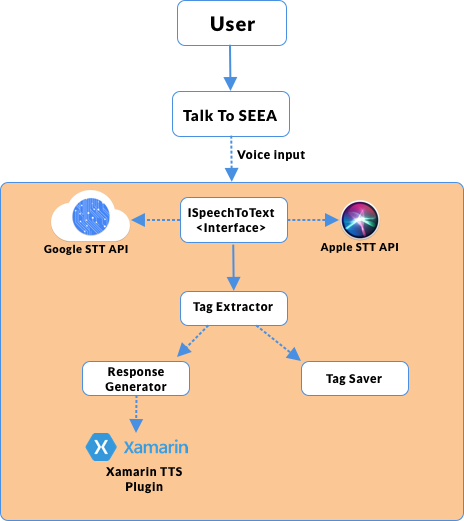 User
Talk To SEEA
Voice input
ISpeechToText
<Interface>
Google STT API
Apple STT API
Tag Extractor
Response
Generator
Tag Saver
X Xamarin
Xamarin TTS
Plugin